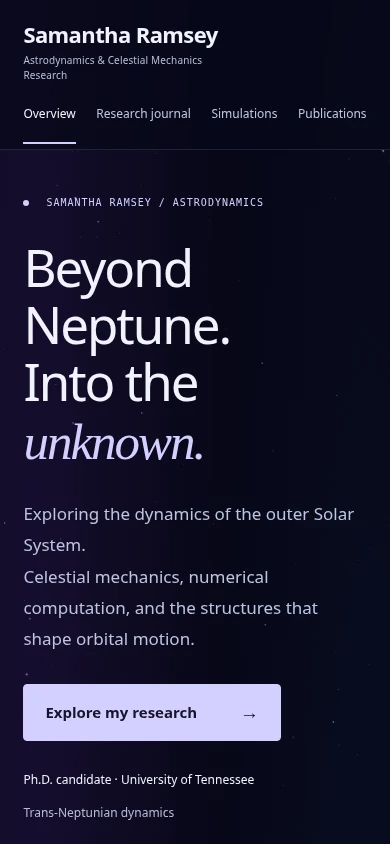 Samantha Ramsey
Astrodynamics & Celestial Mechanics
Research
Overview Research journal Simulations Publications
SAMANTHA RAMSEY / ASTRODYNAMICS
Beyond
Neptune.
Into the
unknown.
Exploring the dynamics of the outer Solar
System.
Celestial mechanics, numerical
computation, and the structures that
shape orbital motion.
Explore my research →
Ph.D. candidate · University of Tennessee
Trans-Neptunian dynamics